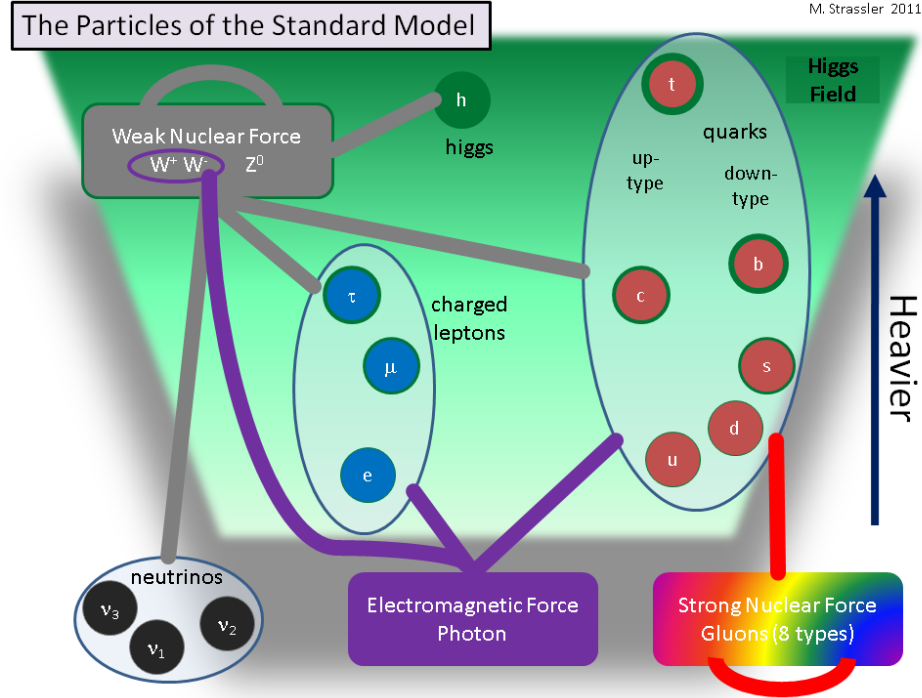 The Particles of the Standard Model
M. Strassler 2011
Higgs
Field
Weak Nuclear Force
W⁺ W⁻ Z⁰
h
higgs
t
quarks
up-
type
down-
type
b
c
τ
charged
leptons
μ
s
d
u
e
Heavier
neutrinos
ν₃
ν₂
ν₁
Electromagnetic Force
Photon
Strong Nuclear Force
Gluons (8 types)